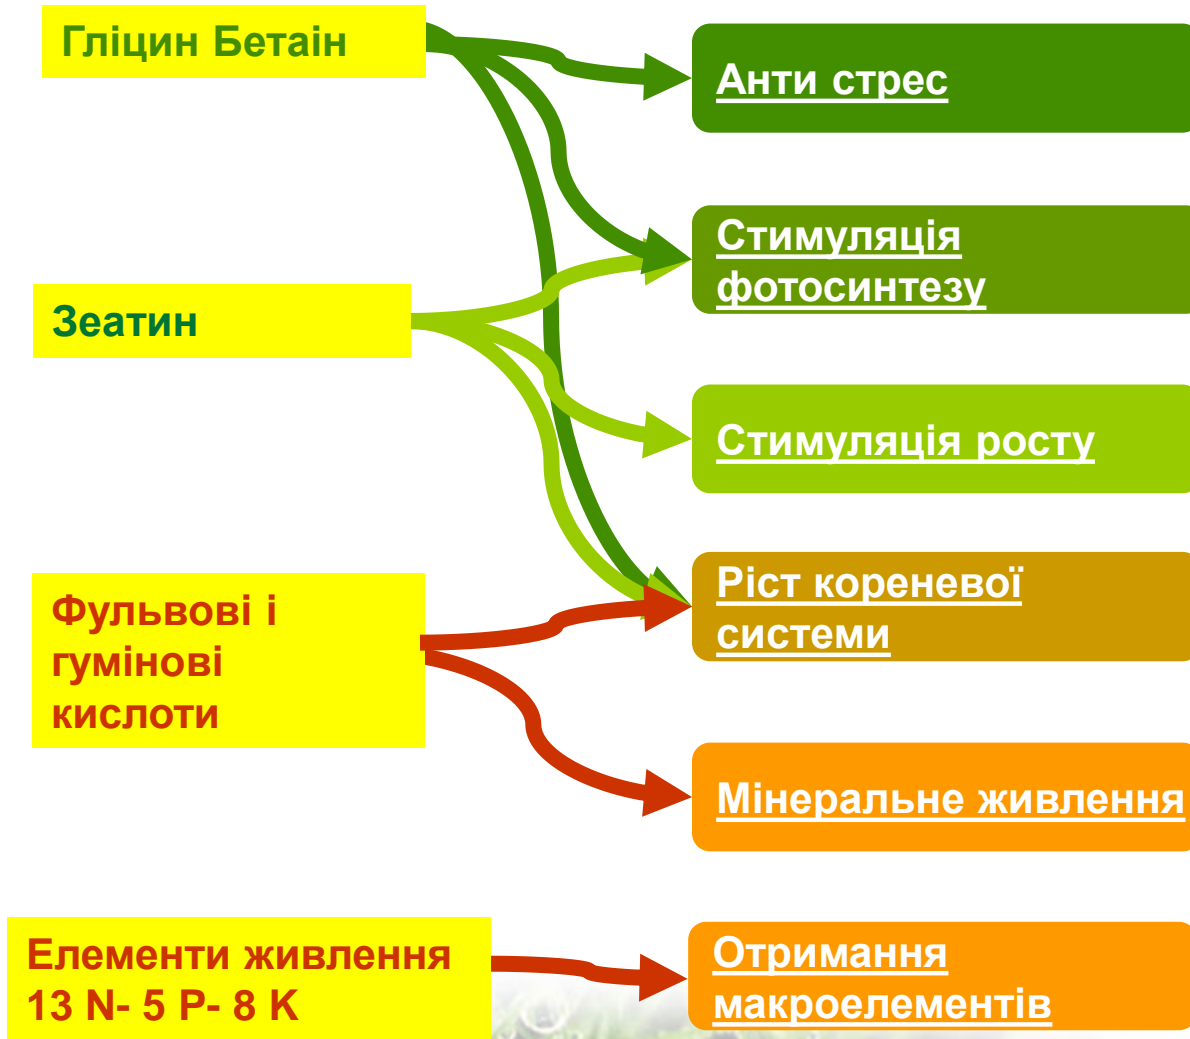 Гліцин Бетаін
Анти стрес
Стимуляція
фотосинтезу
Зеатин
Стимуляція росту
Фульвові і
гумінові
кислоти
Ріст кореневої
системи
Мінеральне живлення
Елементи живлення
13 N- 5 P- 8 K
Отримання
макроелементів